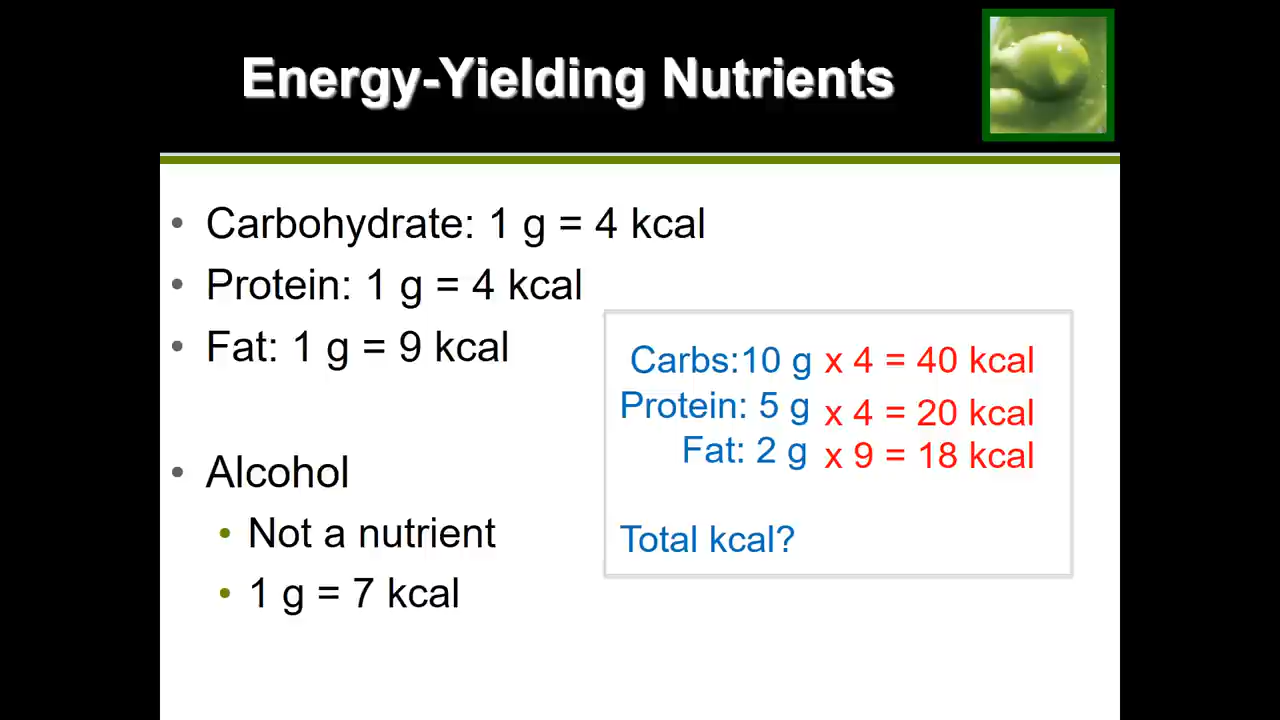 Energy-Yielding Nutrients
• Carbohydrate: 1 g = 4 kcal
• Protein: 1 g = 4 kcal
• Fat: 1 g = 9 kcal
• Alcohol
• Not a nutrient
• 1 g = 7 kcal
Carbs:10 g x 4 = 40 kcal
Protein: 5 g x 4 = 20 kcal
Fat: 2 g x 9 = 18 kcal
Total kcal?